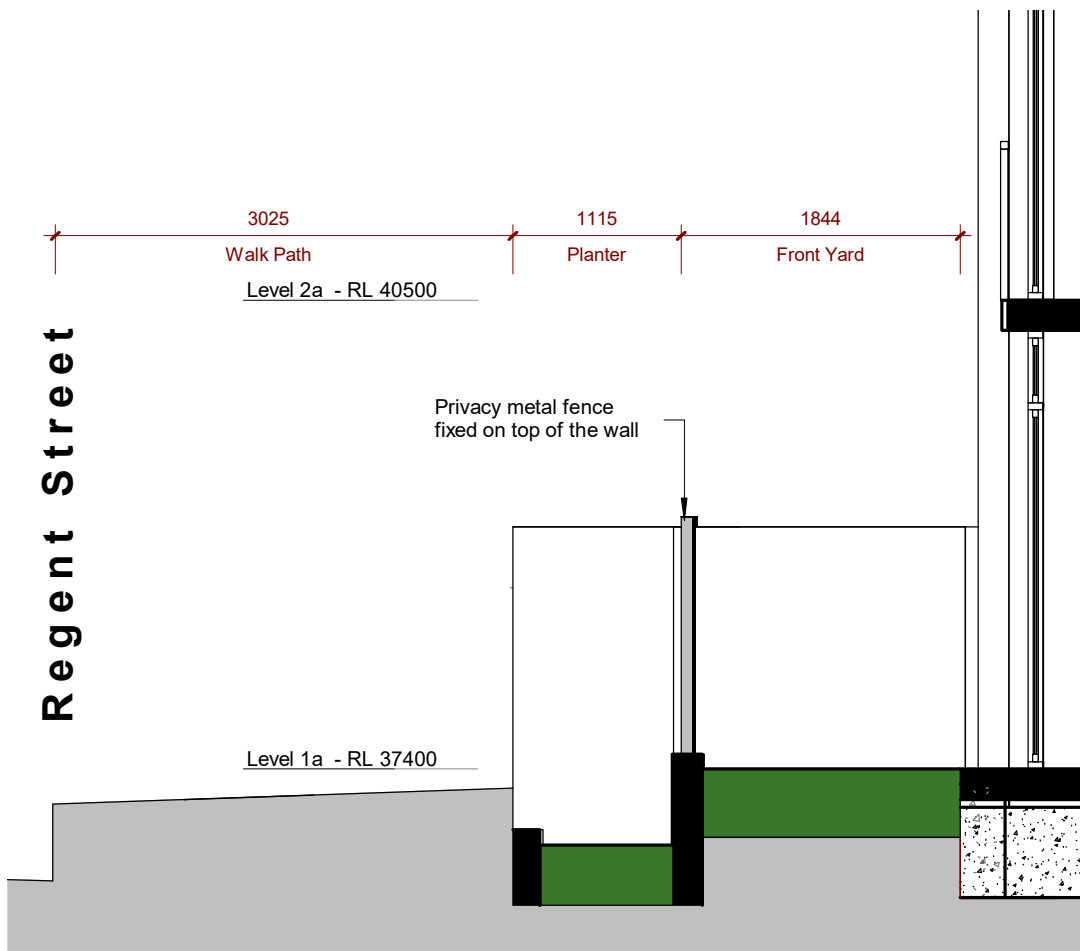 3025
1115
1844
Walk Path
Planter
Front Yard
Level 2a - RL 40500
Regent Street
Privacy metal fence
fixed on top of the wall
Level 1a - RL 37400